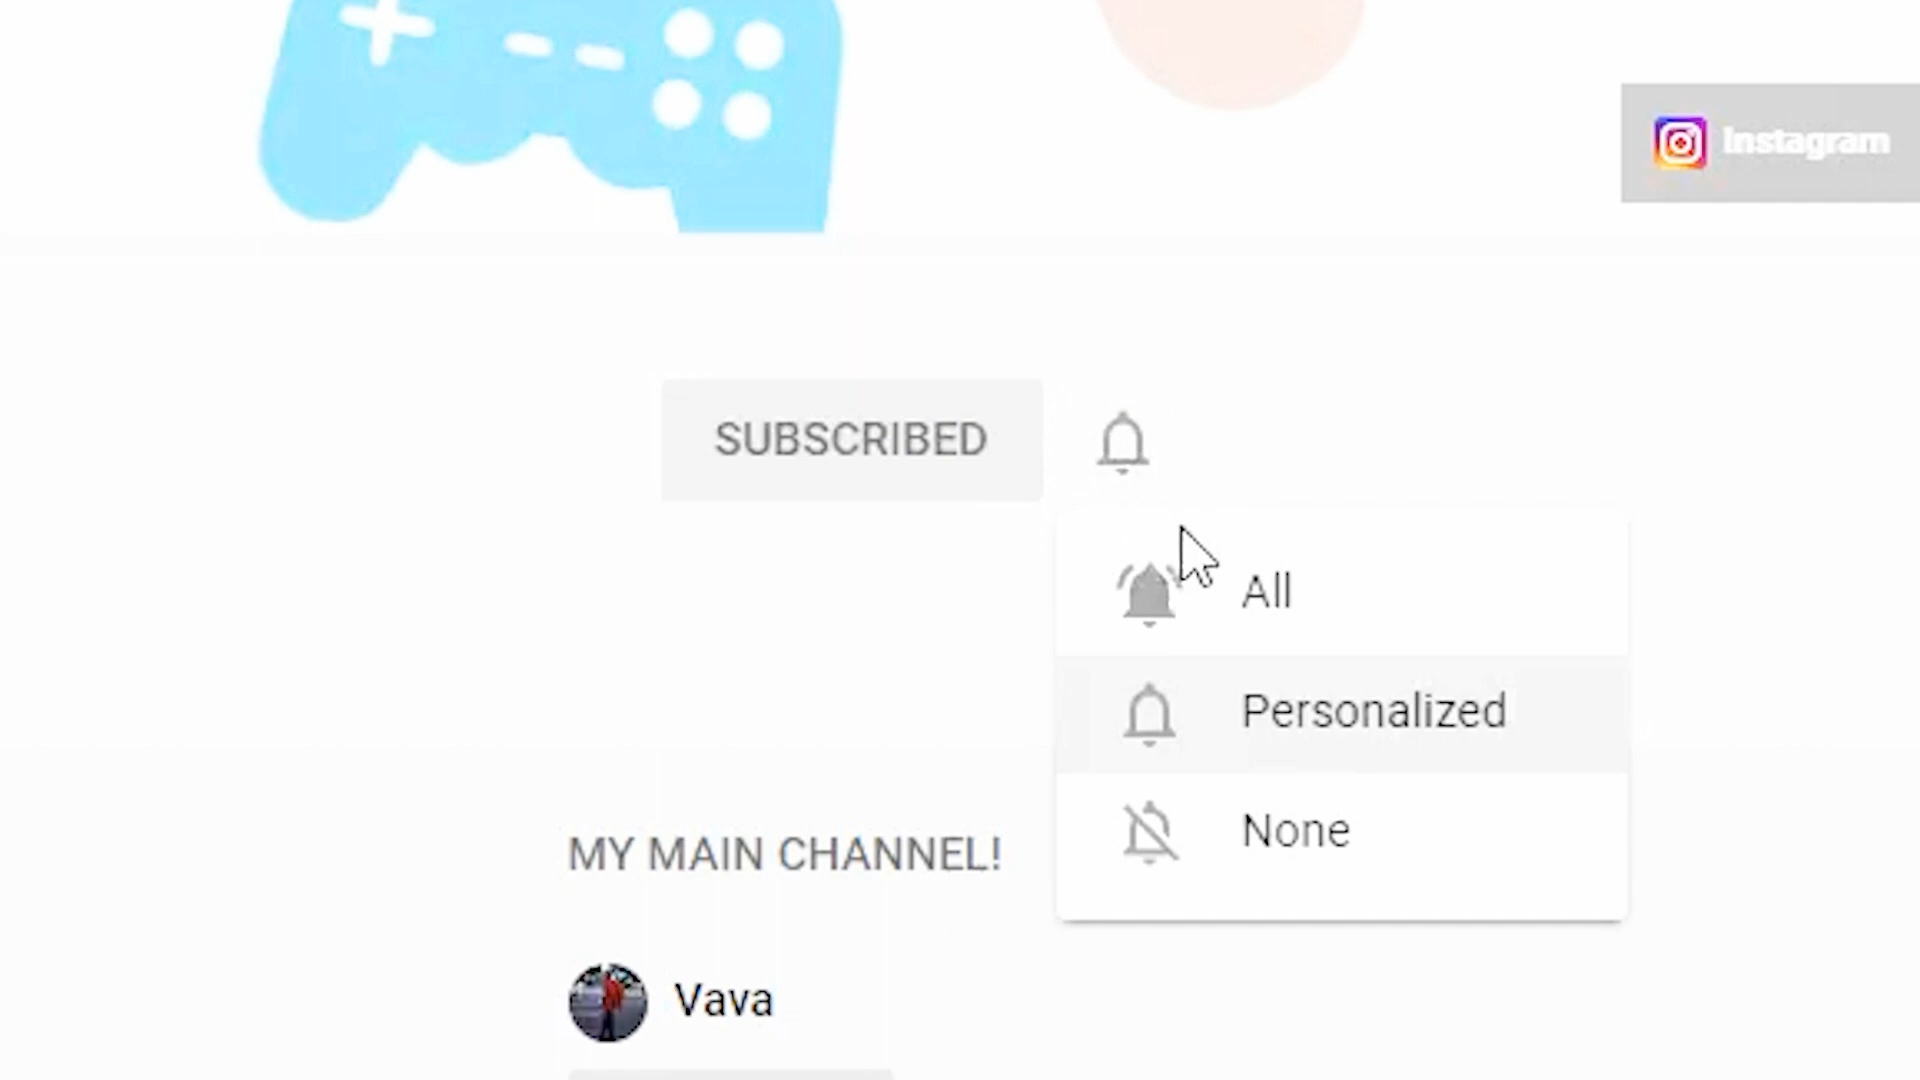 Instagram
SUBSCRIBED
All
Personalized
None
MY MAIN CHANNEL!
Vava